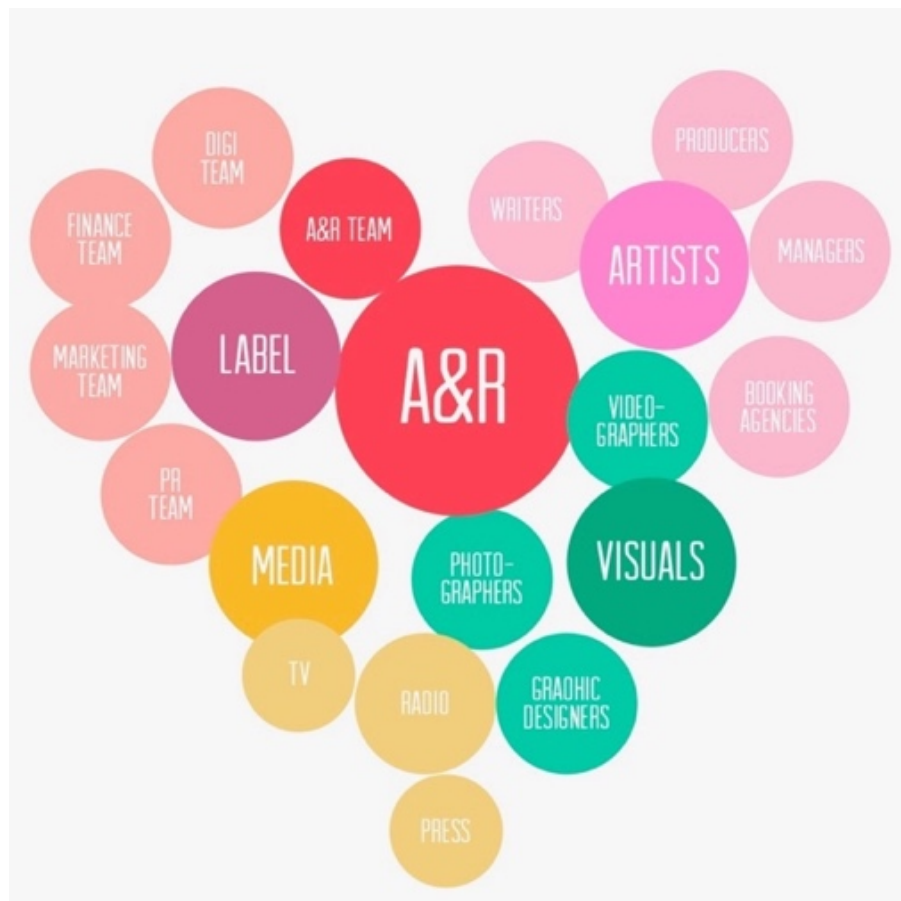 DIGI
TEAM
PRODUCERS
WRITERS
FINANCE
TEAM
A&R TEAM
ARTISTS
MANAGERS
LABEL
MARKETING
TEAM
A&R
VIDEO-
GRAPHERS
BOOKING
AGENCIES
PR
TEAM
MEDIA
PHOTO-
GRAPHERS
VISUALS
TV
RADIO
GRAOHIC
DESIGNERS
PRESS